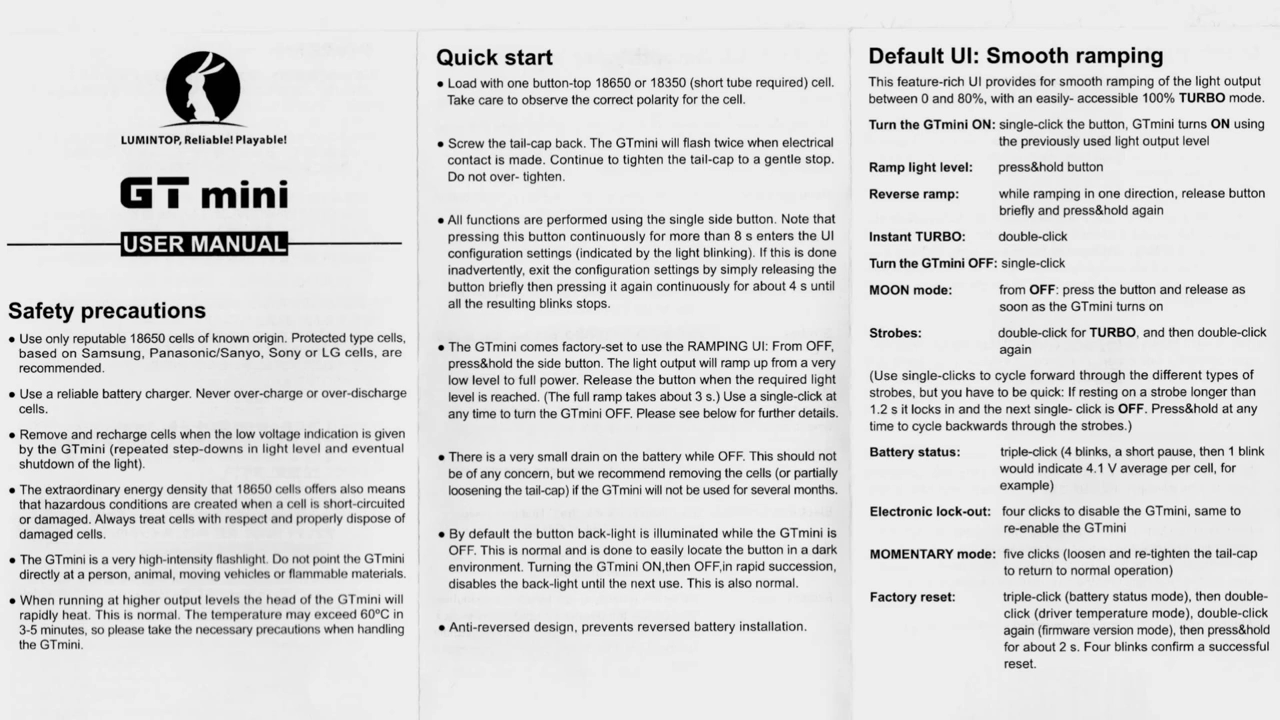 LUMINTOP, Reliable! Playable!
GT mini
USER MANUAL
Safety precautions
● Use only reputable 18650 cells of known origin. Protected type cells,
based on Samsung, Panasonic/Sanyo, Sony or LG cells, are
recommended.
● Use a reliable battery charger. Never over-charge or over-discharge
cells.
● Remove and recharge cells when the low voltage indication is given
by the GTmini (repeated step-downs in light level and eventual
shutdown of the light).
● The extraordinary energy density that 18650 cells offers also means
that hazardous conditions are created when a cell is short-circuited
or damaged. Always treat cells with respect and properly dispose of
damaged cells.
● The GTmini is a very high-intensity flashlight. Do not point the GTmini
directly at a person, animal, moving vehicles or flammable materials.
● When running at higher output levels the head of the GTmini will
rapidly heat. This is normal. The temperature may exceed 60°C in
3-5 minutes, so please take the necessary precautions when handling
the GTmini.
Quick start
● Load with one button-top 18650 or 18350 (short tube required) cell.
Take care to observe the correct polarity for the cell.
● Screw the tail-cap back. The GTmini will flash twice when electrical
contact is made. Continue to tighten the tail-cap to a gentle stop.
Do not over- tighten.
● All functions are performed using the single side button. Note that
pressing this button continuously for more than 8 s enters the UI
configuration settings (indicated by the light blinking). If this is done
inadvertently, exit the configuration settings by simply releasing the
button briefly then pressing it again continuously for about 4 s until
all the resulting blinks stops.
● The GTmini comes factory-set to use the RAMPING UI: From OFF,
press&hold the side button. The light output will ramp up from a very
low level to full power. Release the button when the required light
level is reached. (The full ramp takes about 3 s.) Use a single-click at
any time to turn the GTmini OFF. Please see below for further details.
● There is a very small drain on the battery while OFF. This should not
be of any concern, but we recommend removing the cells (or partially
loosening the tail-cap) if the GTmini will not be used for several months.
● By default the button back-light is illuminated while the GTmini is
OFF. This is normal and is done to easily locate the button in a dark
environment. Turning the GTmini ON,then OFF,in rapid succession,
disables the back-light until the next use. This is also normal.
● Anti-reversed design, prevents reversed battery installation.
Default UI: Smooth ramping
This feature-rich UI provides for smooth ramping of the light output
between 0 and 80%, with an easily- accessible 100% TURBO mode.
Turn the GTmini ON: single-click the button, GTmini turns ON using
the previously used light output level
Ramp light level: press&hold button
Reverse ramp: while ramping in one direction, release button
briefly and press&hold again
Instant TURBO: double-click
Turn the GTmini OFF: single-click
MOON mode: from OFF: press the button and release as
soon as the GTmini turns on
Strobes: double-click for TURBO, and then double-click
again
(Use single-clicks to cycle forward through the different types of
strobes, but you have to be quick: If resting on a strobe longer than
1.2 s it locks in and the next single- click is OFF. Press&hold at any
time to cycle backwards through the strobes.)
Battery status: triple-click (4 blinks, a short pause, then 1 blink
would indicate 4.1 V average per cell, for
example)
Electronic lock-out: four clicks to disable the GTmini, same to
re-enable the GTmini
MOMENTARY mode: five clicks (loosen and re-tighten the tail-cap
to return to normal operation)
Factory reset: triple-click (battery status mode), then double-
click (driver temperature mode), double-click
again (firmware version mode), then press&hold
for about 2 s. Four blinks confirm a successful
reset.